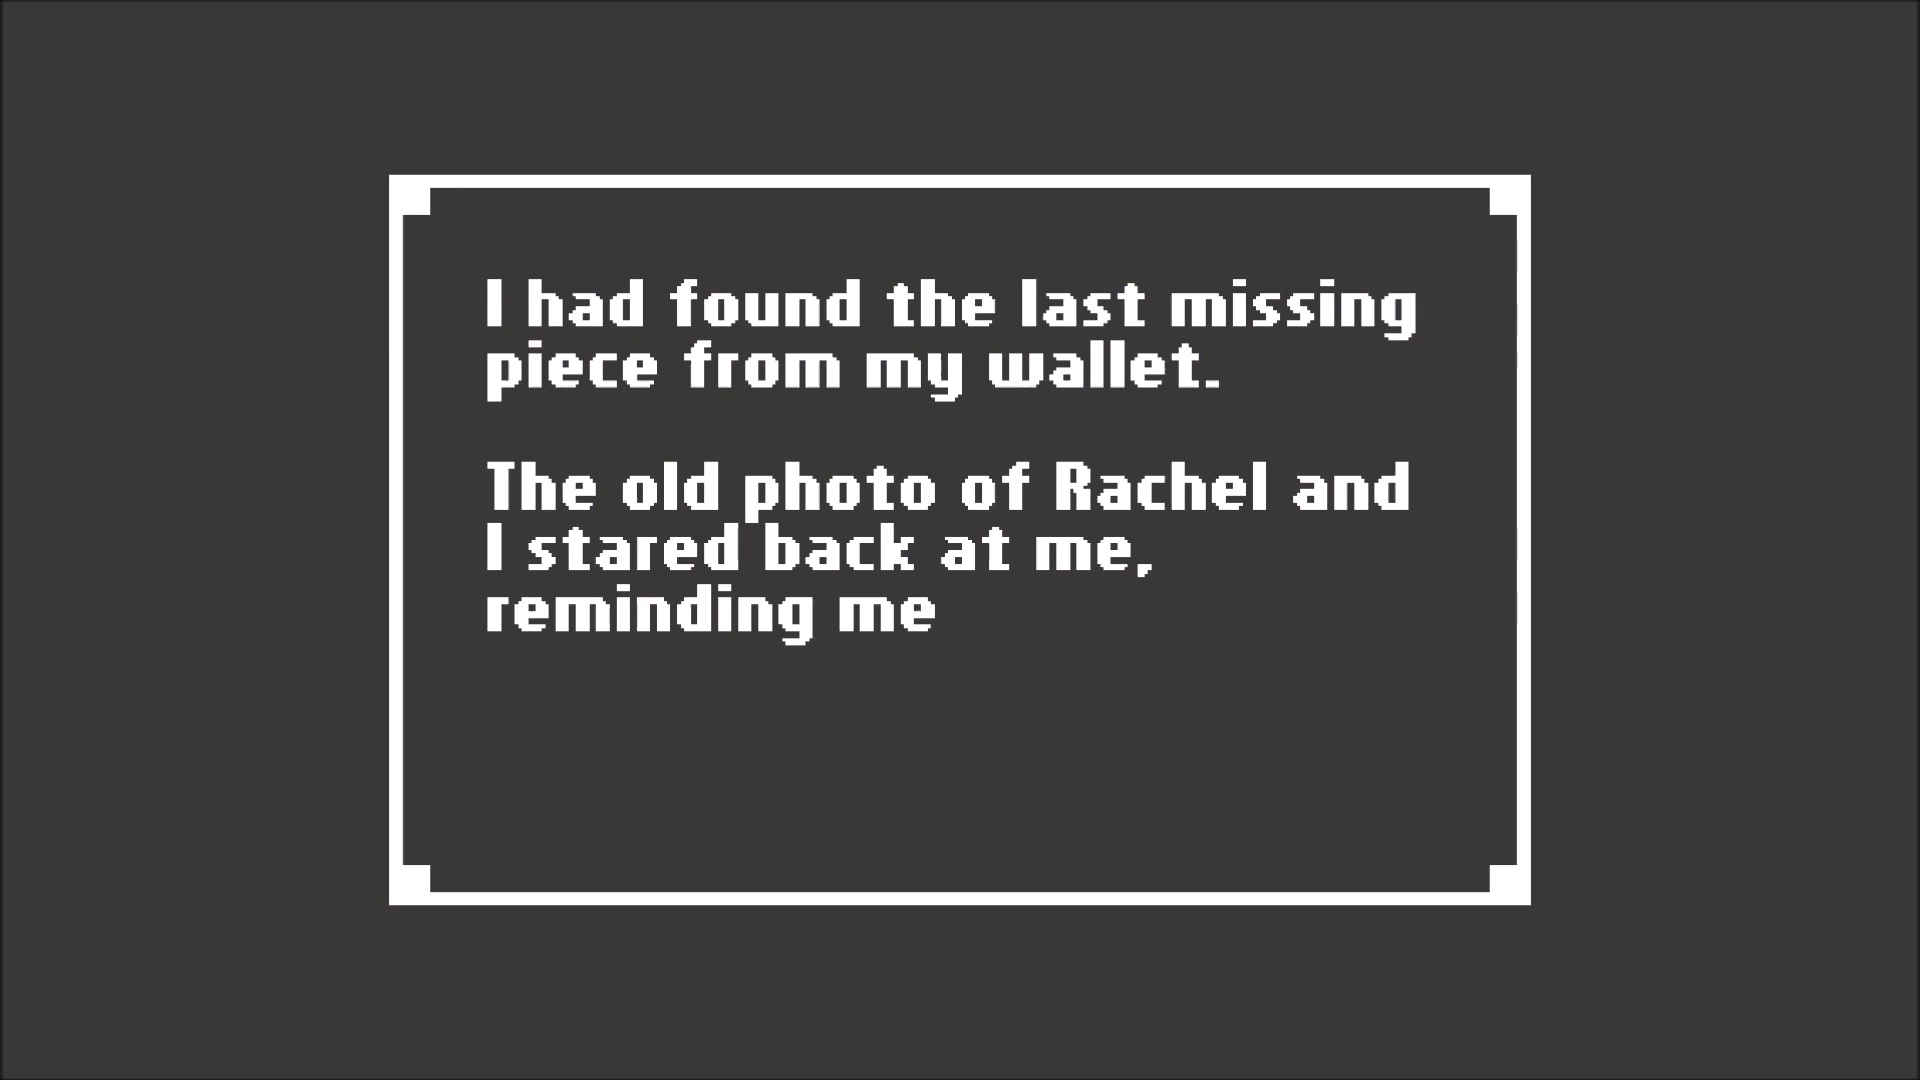 I had found the last missing
piece from my wallet.
The old photo of Rachel and
I stared back at me,
reminding me